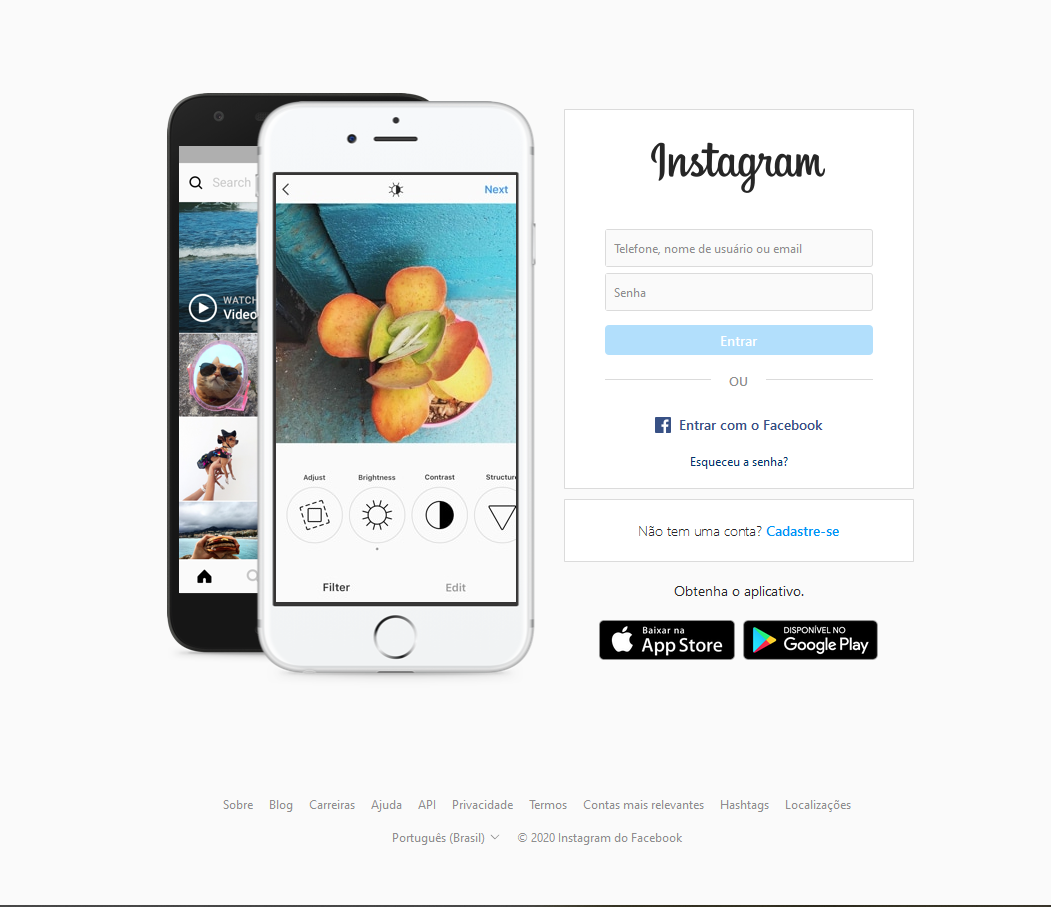 Search
WATCH
Video
Next
Adjust Brightness Contrast Structure
Filter Edit
Instagram
Telefone, nome de usuário ou email
Senha
Entrar
OU
Entrar com o Facebook
Esqueceu a senha?
Não tem uma conta? Cadastre-se
Obtenha o aplicativo.
Baixar na
App Store
DISPONÍVEL NO
Google Play
Sobre Blog Carreiras Ajuda API Privacidade Termos Contas mais relevantes Hashtags Localizações
Português (Brasil) © 2020 Instagram do Facebook